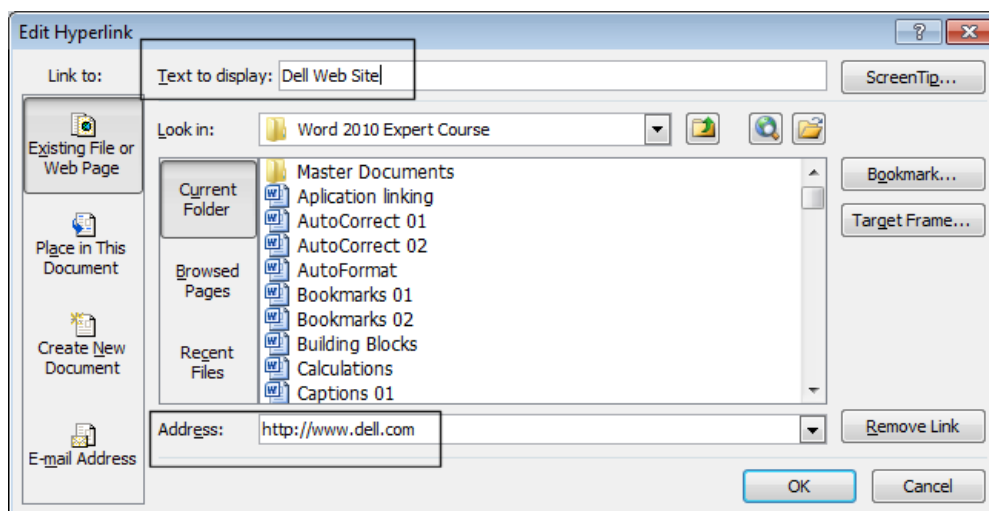 Edit Hyperlink
Link to:
Text to display: Dell Web Site
ScreenTip...
Existing File or
Web Page
Look in:
Word 2010 Expert Course
Current
Folder
Browsed
Pages
Recent
Files
Master Documents
Aplication linking
AutoCorrect 01
AutoCorrect 02
AutoFormat
Bookmarks 01
Bookmarks 02
Building Blocks
Calculations
Captions 01
Bookmark...
Target Frame...
Place in This
Document
Create New
Document
E-mail Address
Address: http://www.dell.com
Remove Link
OK
Cancel